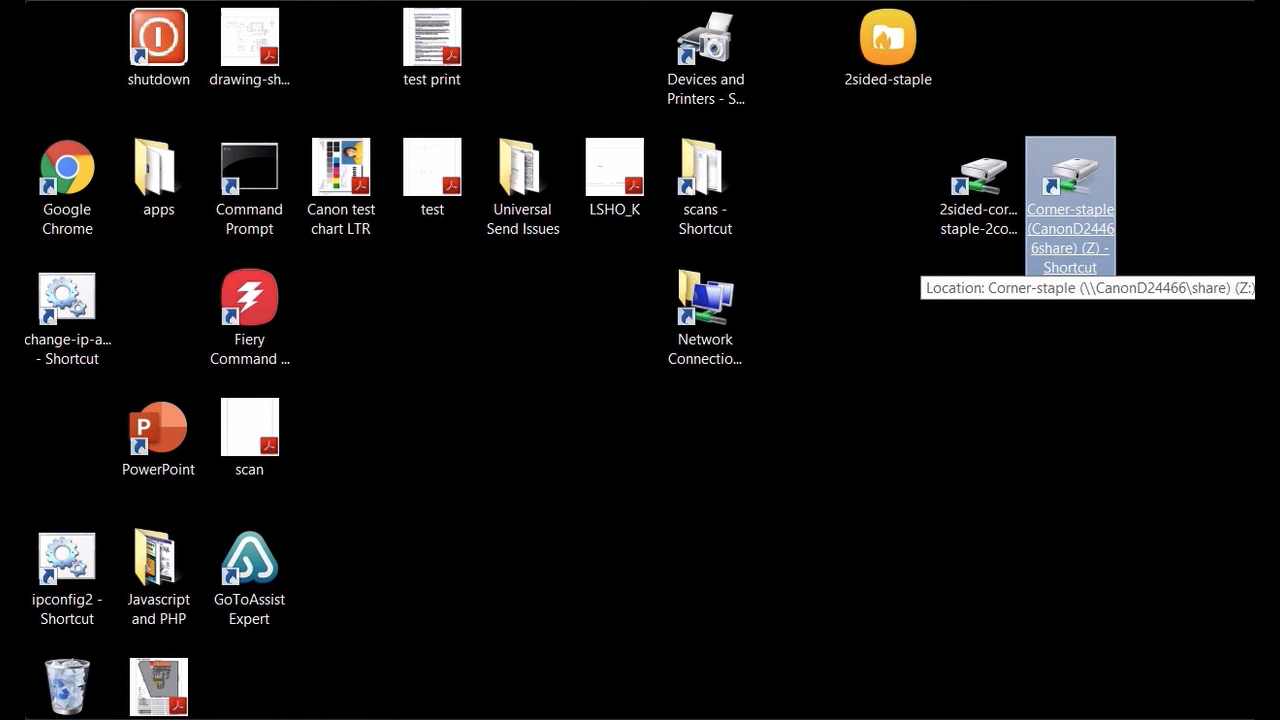 shutdown
drawing-sh...
test print
Devices and
Printers - S...
2sided-staple
Google
Chrome
apps
Command
Prompt
Canon test
chart LTR
test
Universal
Send Issues
LSHO_K
scans -
Shortcut
2sided-cor...
staple-2co...
Corner-staple
(CanonD2446
6share) (Z) -
Shortcut
Location: Corner-staple (\\CanonD24466\share) (Z:)
change-ip-a...
- Shortcut
Fiery
Command ...
Network
Connectio...
P
PowerPoint
scan
ipconfig2 -
Shortcut
Javascript
and PHP
GoToAssist
Expert